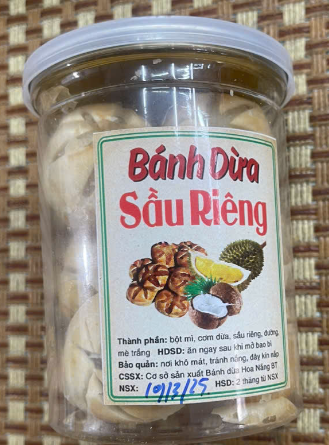 Bánh Dừa
Sầu Riêng
Thành phần: bột mì, cơm dừa, sầu riêng, đường,
mè trắng HDSD: ăn ngay sau khi mở bao bì
Bảo quản: nơi khô mát, tránh nắng, đậy kín nắp
CSSX: Cơ sở sản xuất Bánh dừa Hoa Nắng BT
NSX: 10/12/25 HSD: 2 tháng từ NSX